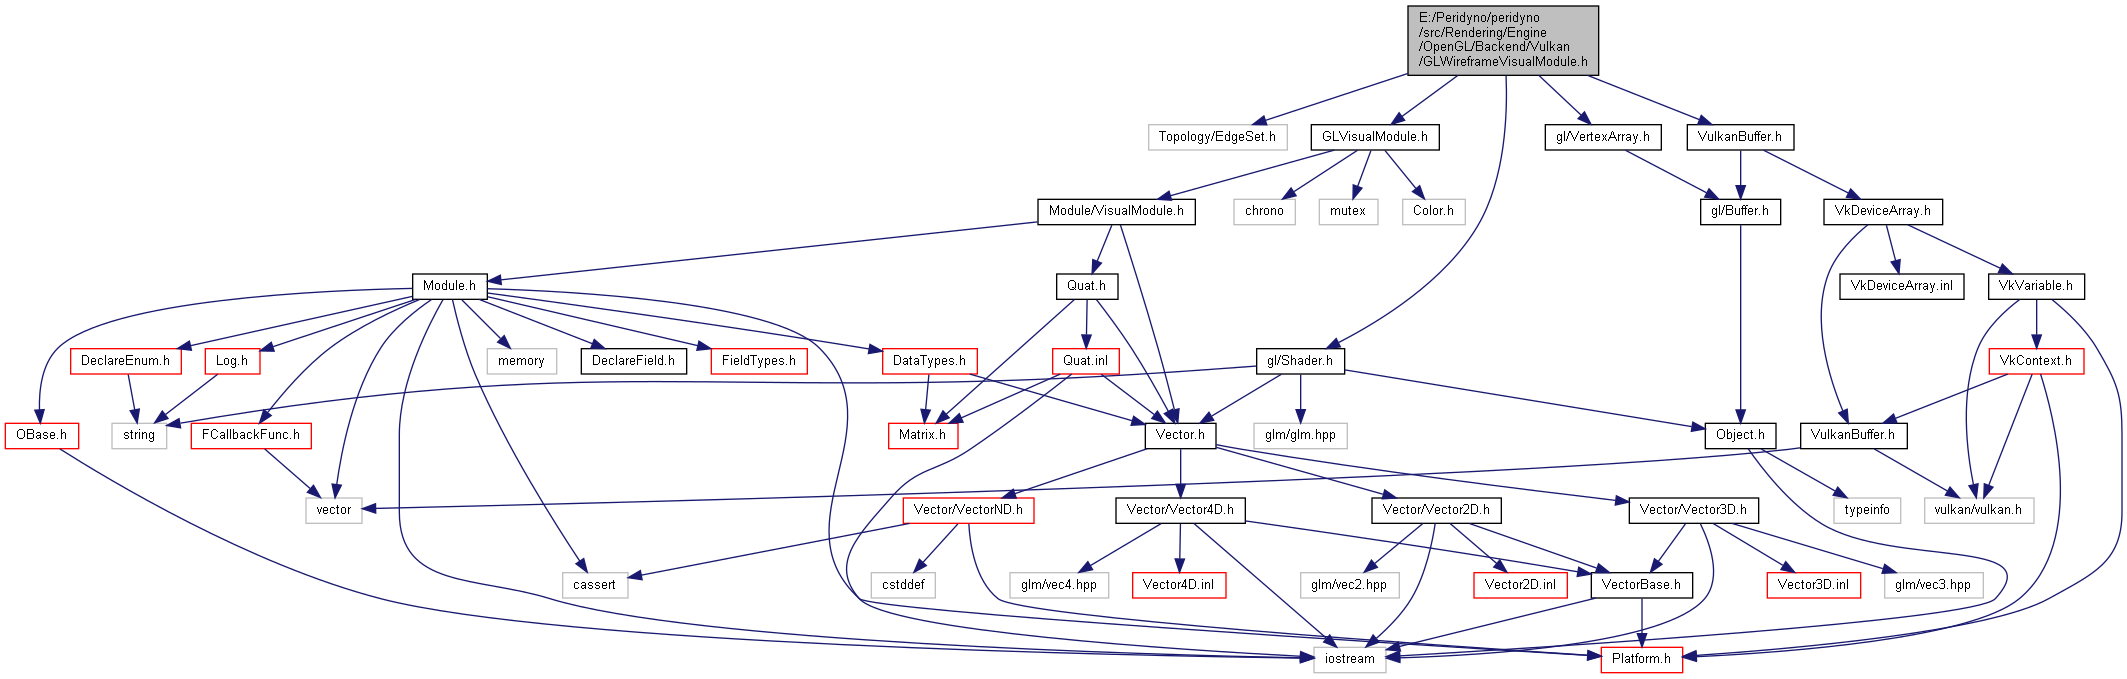 E:/Peridyno/peridyno
/src/Rendering/Engine
/OpenGL/Backend/Vulkan
/GLWireframeVisualModule.h
Topology/EdgeSet.h
GLVisualModule.h
gl/VertexArray.h
VulkanBuffer.h
Module/VisualModule.h
chrono
mutex
Color.h
gl/Buffer.h
VkDeviceArray.h
Module.h
Quat.h
VkDeviceArray.inl
VkVariable.h
DeclareEnum.h
Log.h
memory
DeclareField.h
FieldTypes.h
DataTypes.h
Quat.inl
gl/Shader.h
VkContext.h
OBase.h
string
FCallbackFunc.h
Matrix.h
Vector.h
glm/glm.hpp
Object.h
VulkanBuffer.h
vector
Vector/VectorND.h
Vector/Vector4D.h
Vector/Vector2D.h
Vector/Vector3D.h
typeinfo
vulkan/vulkan.h
cassert
cstddef
glm/vec4.hpp
Vector4D.inl
glm/vec2.hpp
Vector2D.inl
VectorBase.h
Vector3D.inl
glm/vec3.hpp
iostream
Platform.h